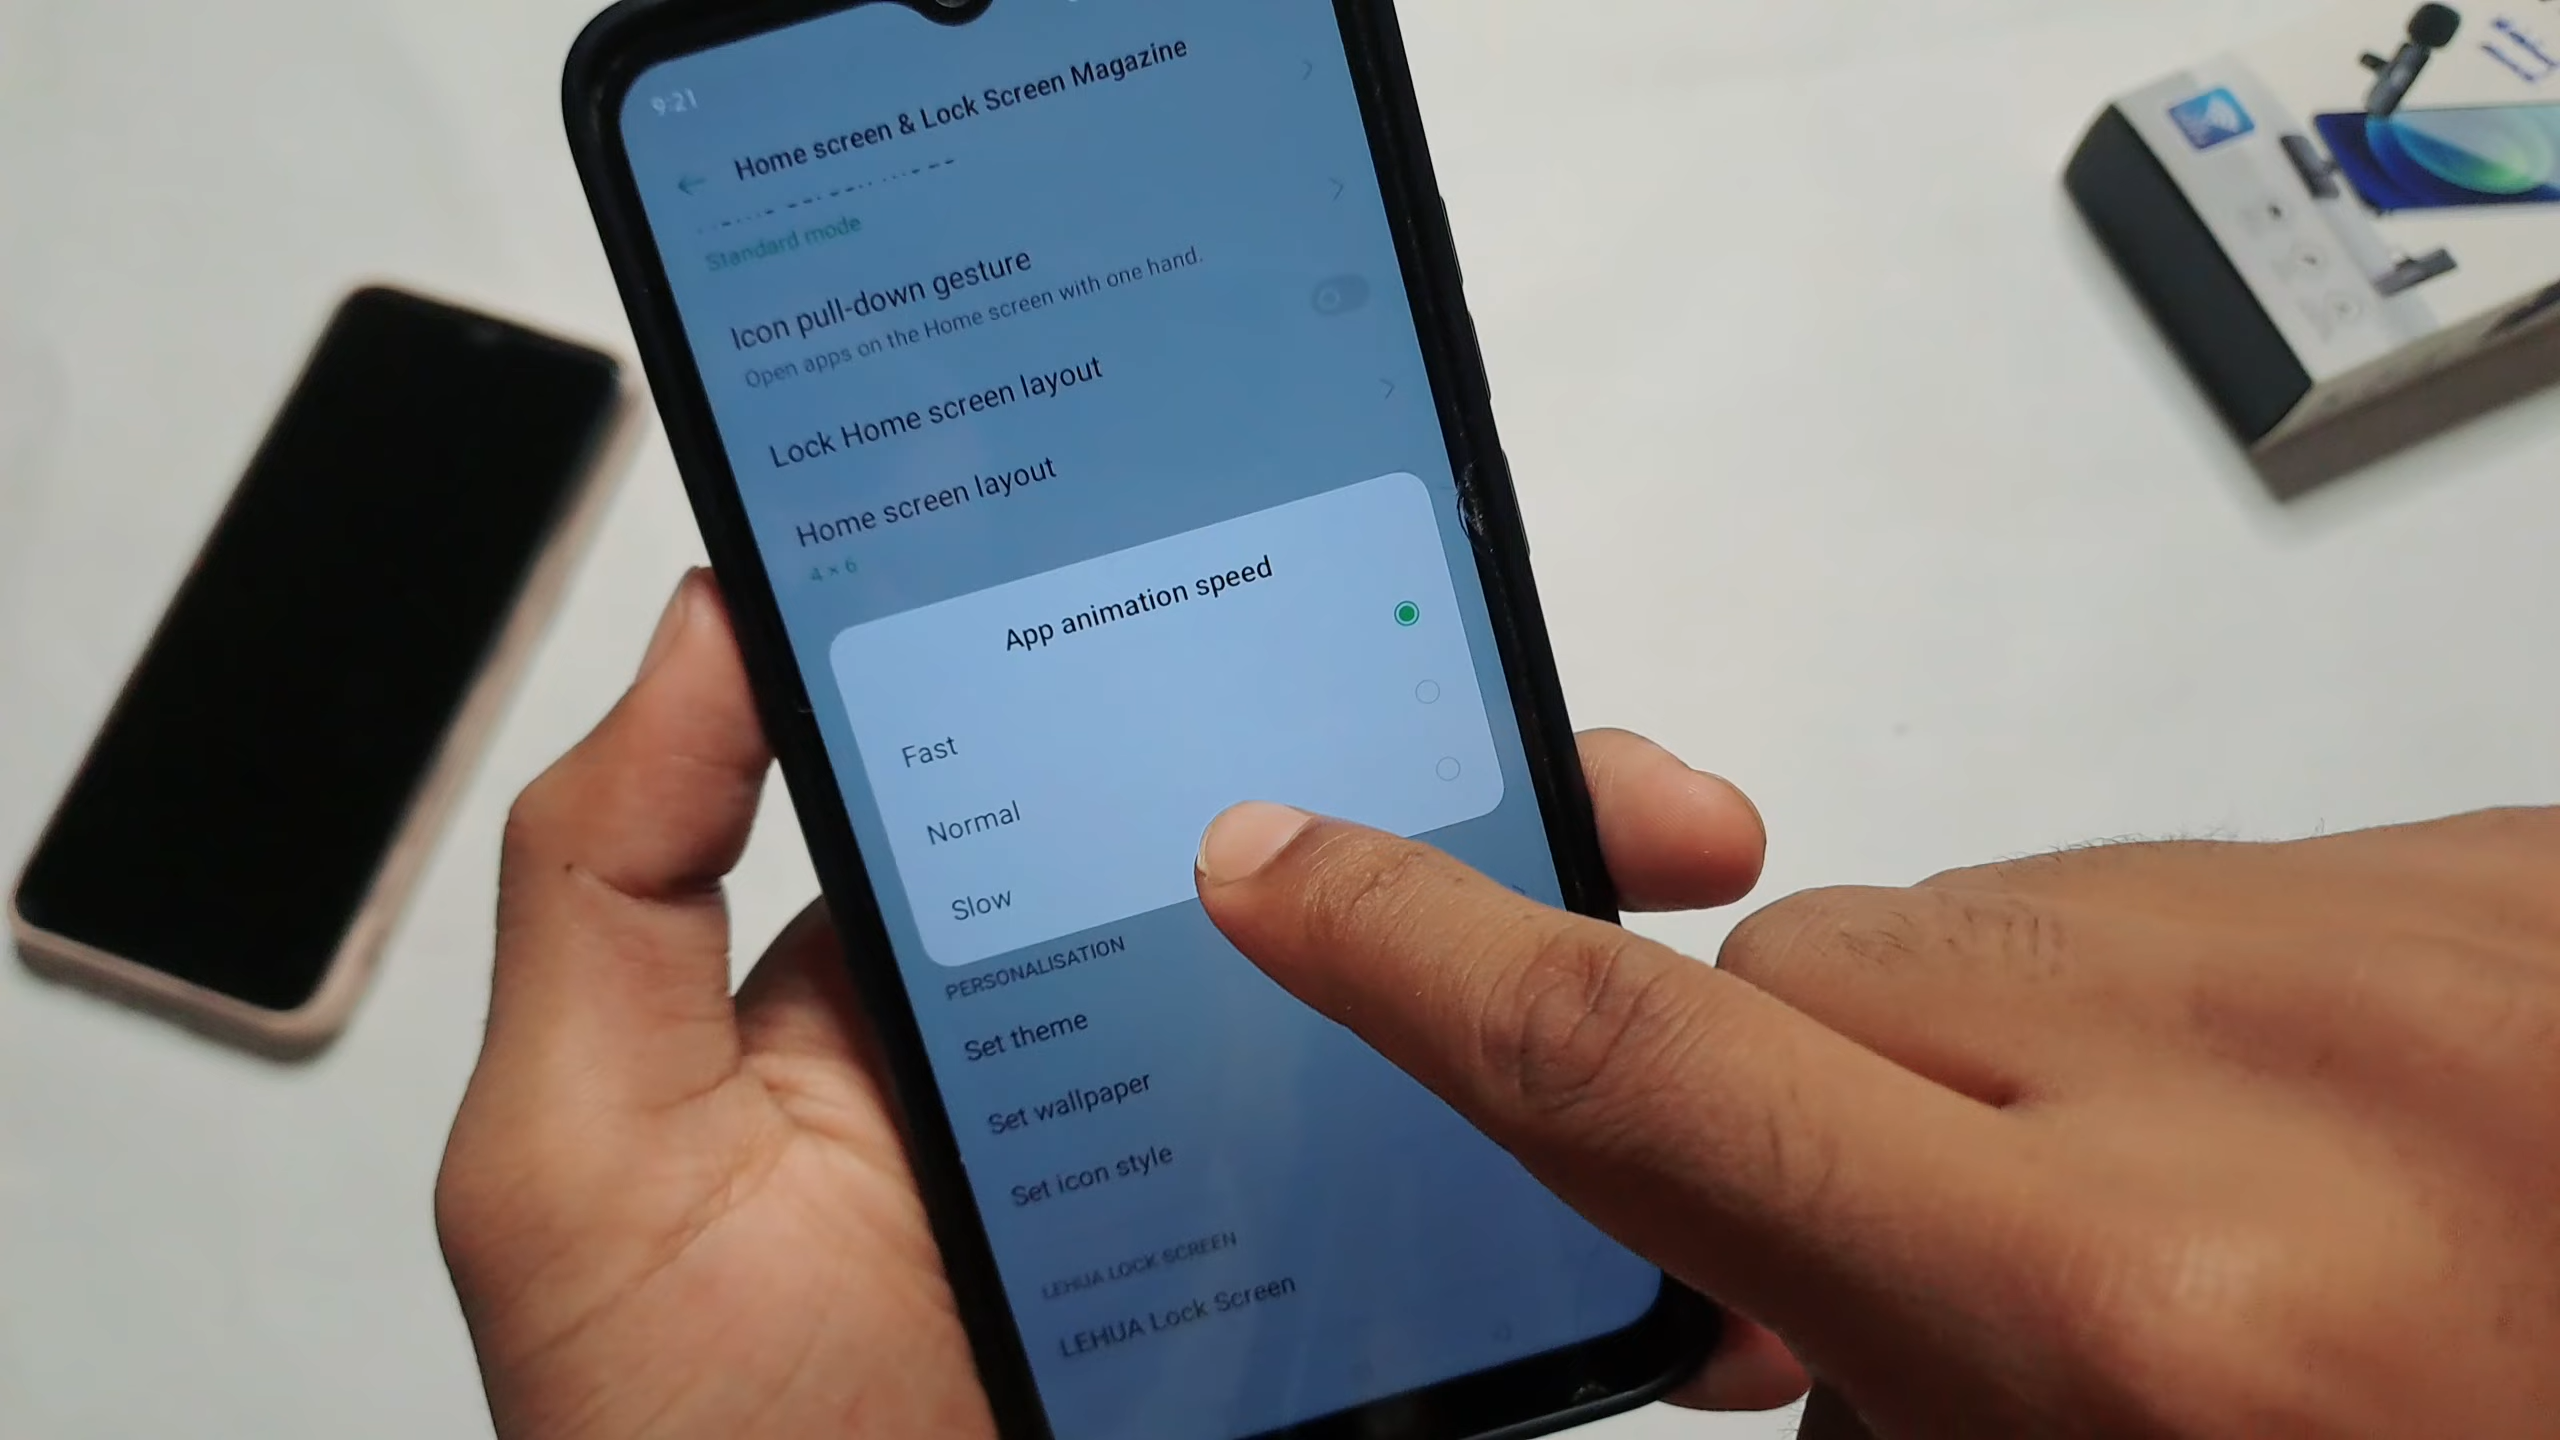 9:21
Home screen & Lock Screen Magazine
Standard mode
Icon pull-down gesture
Open apps on the Home screen with one hand.
Lock Home screen layout
Home screen layout
4 × 6
App animation speed
Fast
Normal
Slow
PERSONALISATION
Set theme
Set wallpaper
Set icon style
LEHUA LOCK SCREEN
LEHUA Lock Screen